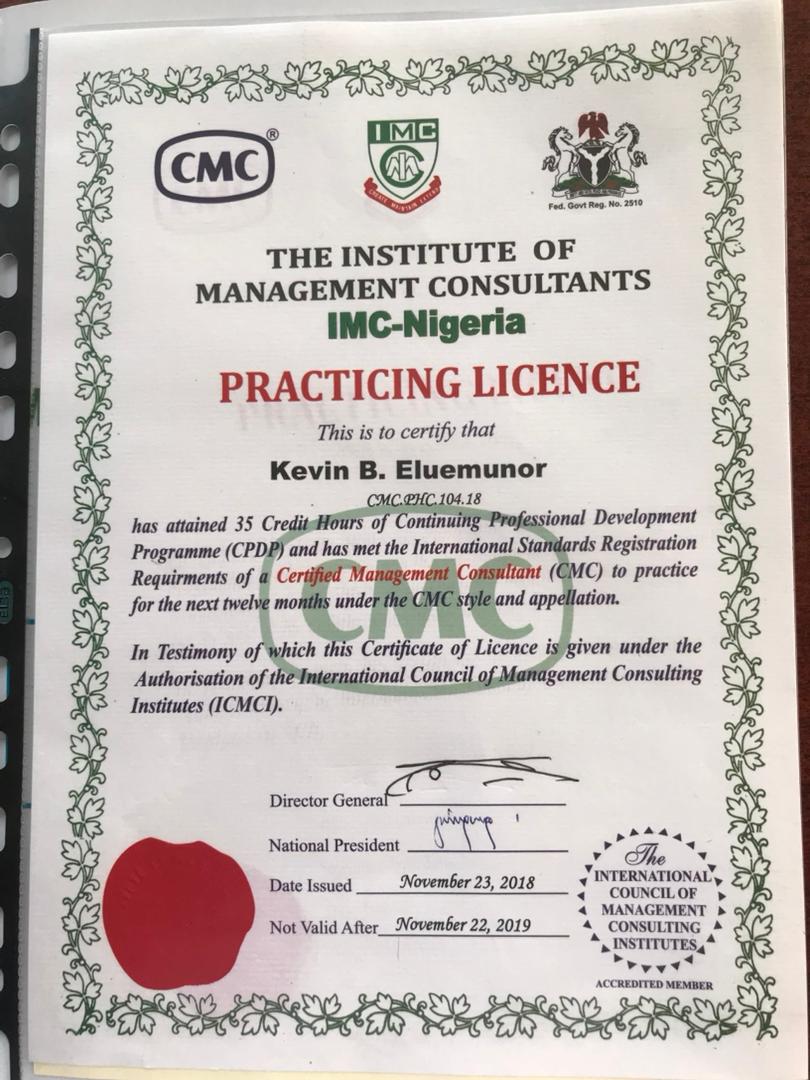 CMC®
IMC
CREATE MAINTAIN EXTEND
Fed. Govt Reg. No. 2510
THE INSTITUTE OF
MANAGEMENT CONSULTANTS
IMC-Nigeria
PRACTICING LICENCE
This is to certify that
Kevin B. Eluemunor
CMC.PHC.104.18
has attained 35 Credit Hours of Continuing Professional Development
Programme (CPDP) and has met the International Standards Registration
Requirments of a Certified Management Consultant (CMC) to practice
for the next twelve months under the CMC style and appellation.
CMC
In Testimony of which this Certificate of Licence is given under the
Authorisation of the International Council of Management Consulting
Institutes (ICMCI).
Director General
National President
Date Issued November 23, 2018
Not Valid After November 22, 2019
The
INTERNATIONAL
COUNCIL OF
MANAGEMENT
CONSULTING
INSTITUTES
ACCREDITED MEMBER